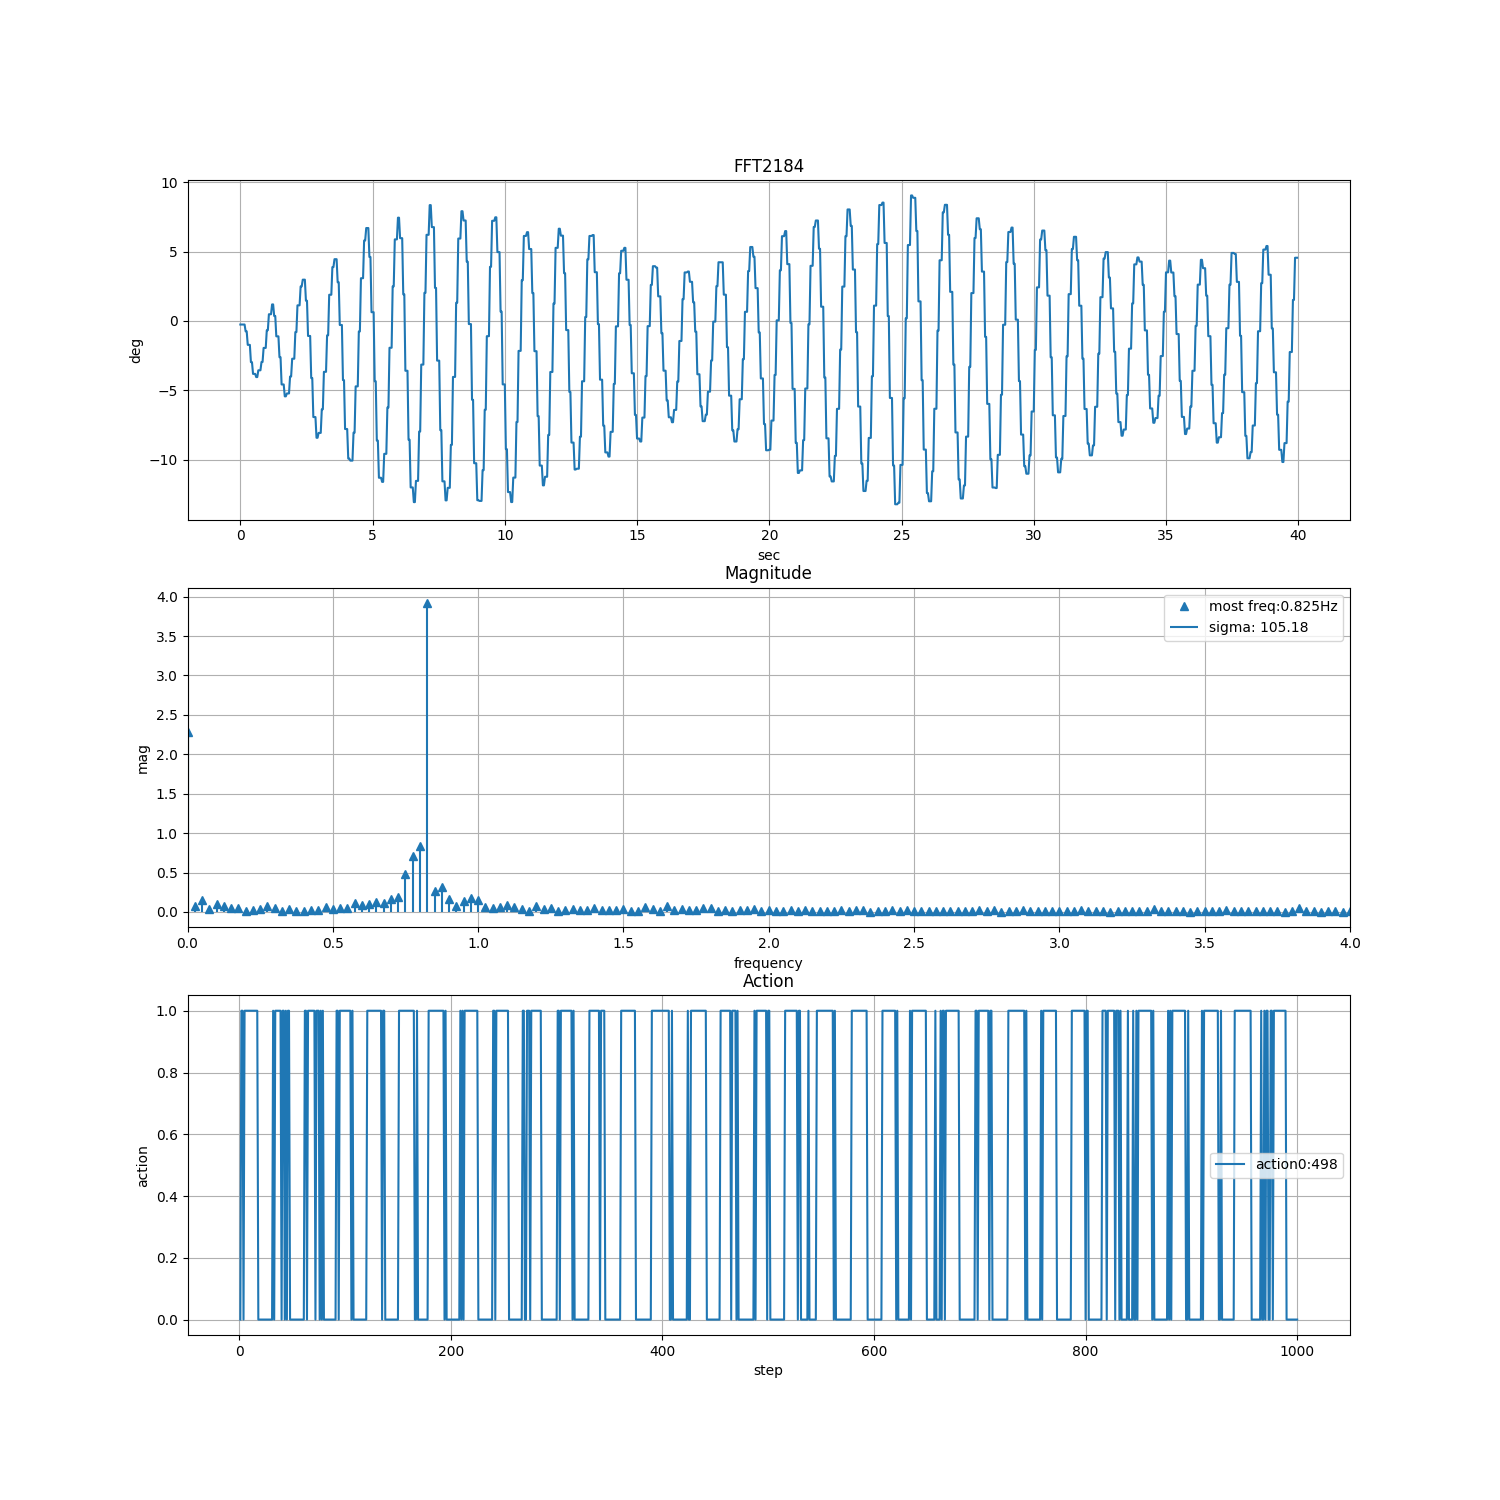 FFT2184
10
5
0
−5
−10
deg
0 5 10 15 20 25 30 35 40
sec
Magnitude
4.0
3.5
3.0
2.5
2.0
1.5
1.0
0.5
0.0
mag
most freq:0.825Hz
sigma: 105.18
0.0 0.5 1.0 1.5 2.0 2.5 3.0 3.5 4.0
frequency
Action
1.0
0.8
0.6
0.4
0.2
0.0
action
action0:498
0 200 400 600 800 1000
step